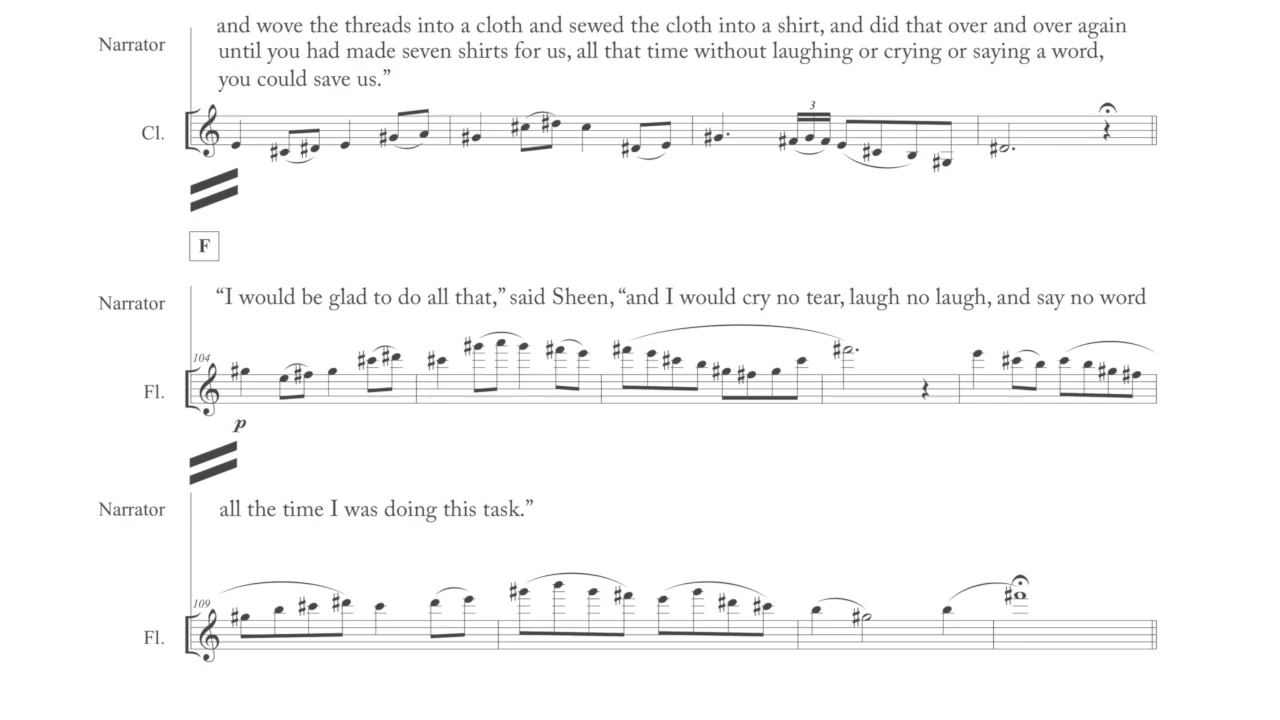 Narrator
and wove the threads into a cloth and sewed the cloth into a shirt, and did that over and over again
until you had made seven shirts for us, all that time without laughing or crying or saying a word,
you could save us.”
3
Cl.
F
Narrator
“I would be glad to do all that,” said Sheen, “and I would cry no tear, laugh no laugh, and say no word
104
Fl.
p
Narrator
all the time I was doing this task.”
109
Fl.